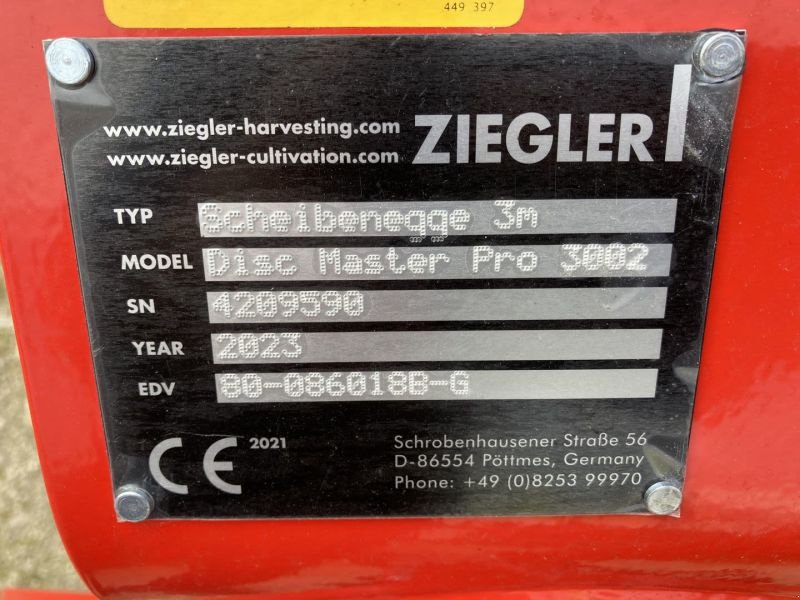 449 397
www.ziegler-harvesting.com
www.ziegler-cultivation.com
ZIEGLER
TYP Scheibenegge 3m
MODEL Disc Master Pro 3002
SN 4209590
YEAR 2023
EDV 80-086018B-G
CE 2021
Schrobenhausener Straße 56
D-86554 Pöttmes, Germany
Phone: +49 (0)8253 99970